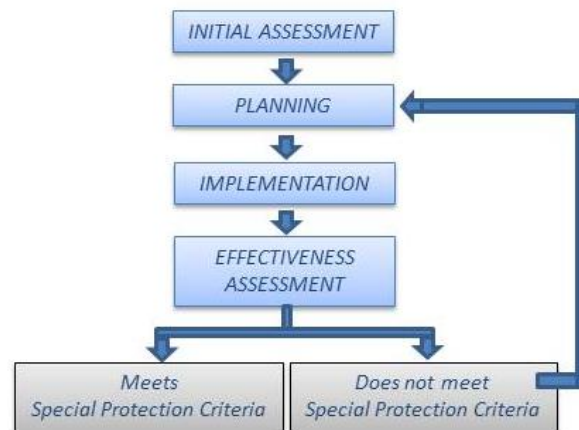 INITIAL ASSESSMENT
PLANNING
IMPLEMENTATION
EFFECTIVENESS
ASSESSMENT
Meets
Special Protection Criteria
Does not meet
Special Protection Criteria